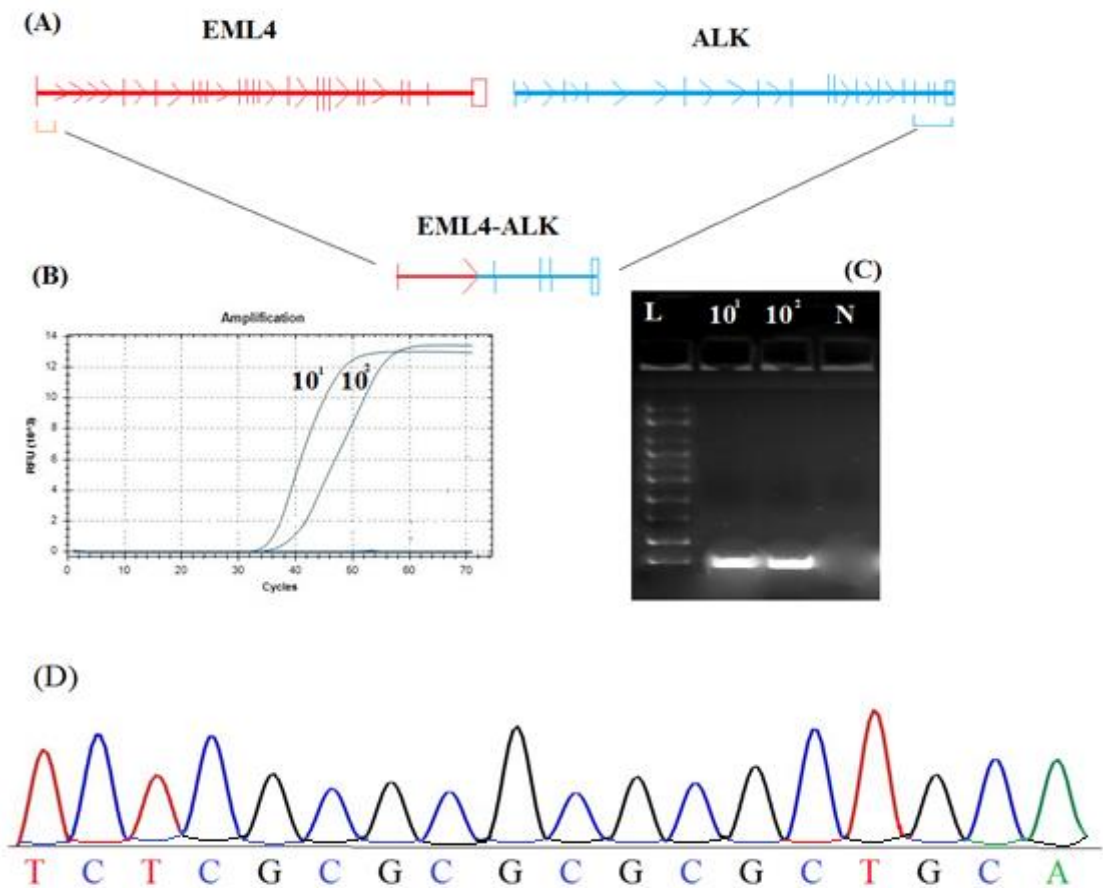 (A)
EML4
ALK
EML4-ALK
(B)
Amplification
14
12
10
8
6
4
2
0
RFU (10^3)
10¹ 10²
0 10 20 30 40 50 60 70
Cycles
(C)
L 10¹ 10² N
(D)
T C T C G C G C G C G C G C T G C A